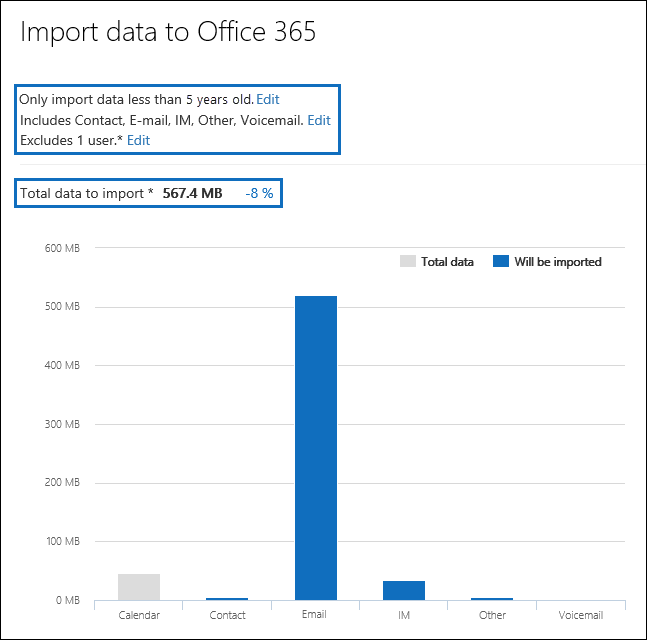 Import data to Office 365
Only import data less than 5 years old. Edit
Includes Contact, E-mail, IM, Other, Voicemail. Edit
Excludes 1 user.* Edit
Total data to import * 567.4 MB -8 %
600 MB
Total data Will be imported
500 MB
400 MB
300 MB
200 MB
100 MB
0 MB
Calendar Contact Email IM Other Voicemail